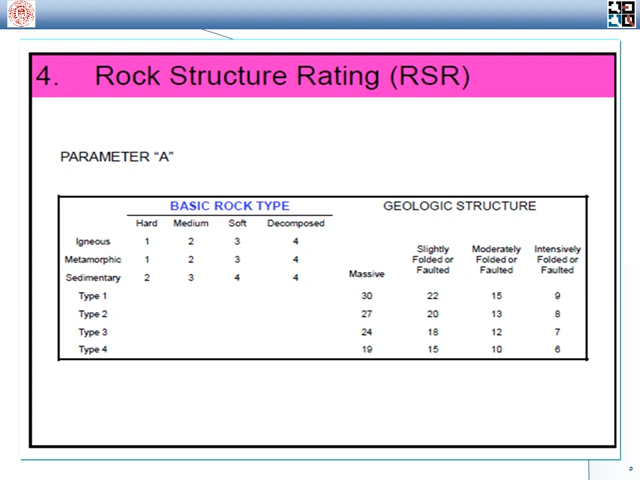 4. Rock Structure Rating (RSR)
PARAMETER “A”
BASIC ROCK TYPE GEOLOGIC STRUCTURE
Hard Medium Soft Decomposed
Igneous 1 2 3 4
Metamorphic 1 2 3 4
Sedimentary 2 3 4 4
Massive Slightly Folded or Faulted Moderately Folded or Faulted Intensively Folded or Faulted
Type 1 30 22 15 9
Type 2 27 20 13 8
Type 3 24 18 12 7
Type 4 19 15 10 6
٥